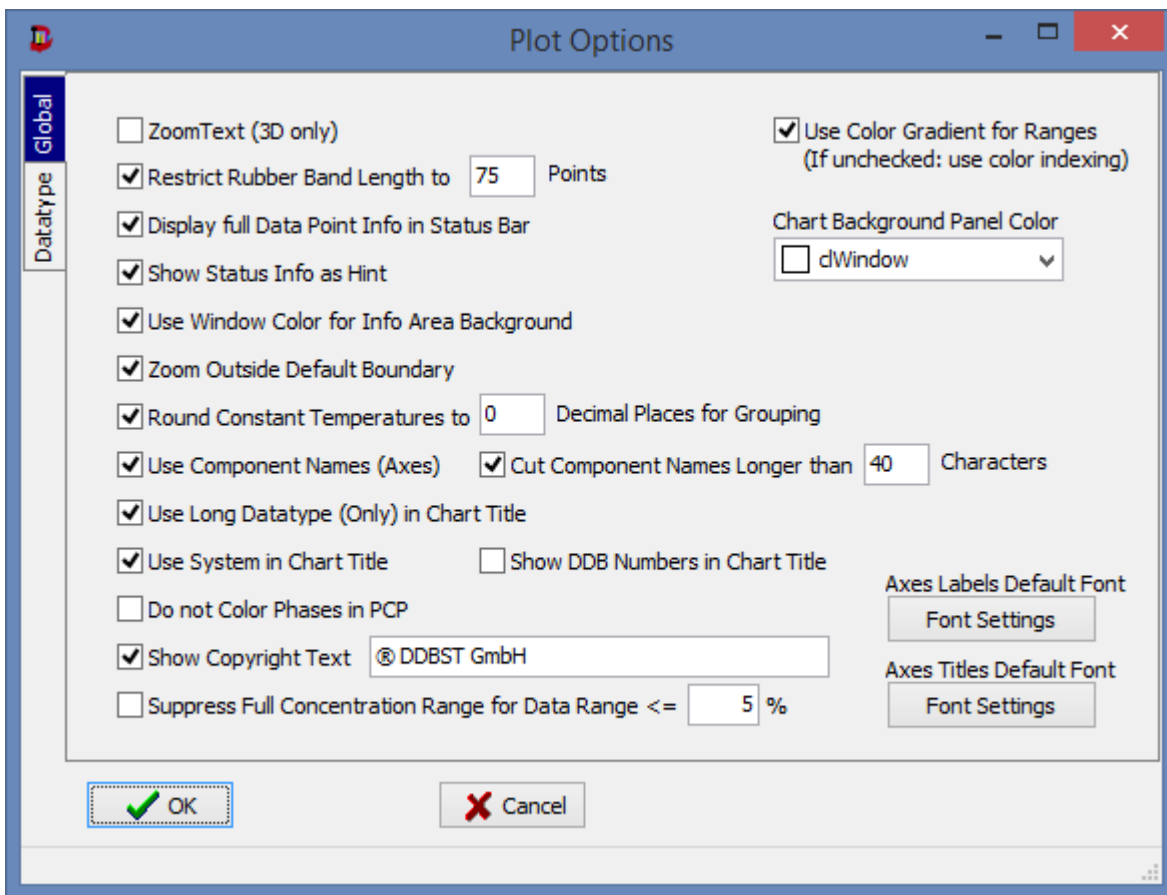 Plot Options
Global
Datatype
ZoomText (3D only)
Use Color Gradient for Ranges
(If unchecked: use color indexing)
Restrict Rubber Band Length to 75 Points
Display full Data Point Info in Status Bar
Chart Background Panel Color
clWindow
Show Status Info as Hint
Use Window Color for Info Area Background
Zoom Outside Default Boundary
Round Constant Temperatures to 0 Decimal Places for Grouping
Use Component Names (Axes) Cut Component Names Longer than 40 Characters
Use Long Datatype (Only) in Chart Title
Use System in Chart Title Show DDB Numbers in Chart Title
Axes Labels Default Font
Font Settings
Do not Color Phases in PCP
Show Copyright Text ® DDBST GmbH
Axes Titles Default Font
Font Settings
Suppress Full Concentration Range for Data Range <= 5 %
OK Cancel